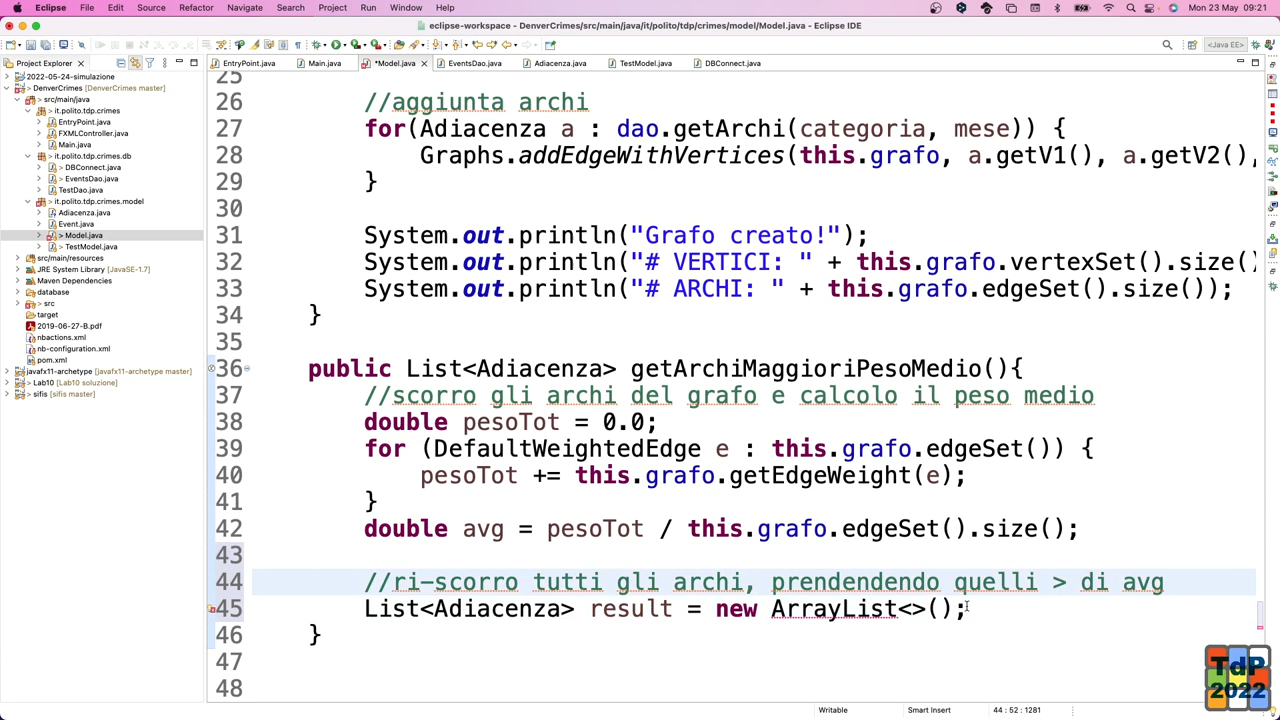 Eclipse File Edit Source Refactor Navigate Search Project Run Window Help
Mon 23 May 09:21
eclipse-workspace - DenverCrimes/src/main/java/it/polito/tdp/crimes/model/Model.java - Eclipse IDE
<Java EE>
Project Explorer
EntryPoint.java
Main.java
*Model.java
EventsDao.java
Adiacenza.java
TestModel.java
DBConnect.java
2022-05-24-simulazione
DenverCrimes [DenverCrimes master]
src/main/java
it.polito.tdp.crimes
EntryPoint.java
FXMLController.java
Main.java
> it.polito.tdp.crimes.db
> DBConnect.java
> EventsDao.java
TestDao.java
> it.polito.tdp.crimes.model
Adiacenza.java
Event.java
> Model.java
> TestModel.java
src/main/resources
JRE System Library [JavaSE-1.7]
Maven Dependencies
database
> src
target
2019-06-27-B.pdf
nbactions.xml
nb-configuration.xml
pom.xml
javafx11-archetype [javafx11-archetype master]
Lab10 [Lab10 soluzione]
sifis [sifis master]
25
26 //aggiunta archi
27 for(Adiacenza a : dao.getArchi(categoria, mese)) {
28 Graphs.addEdgeWithVertices(this.grafo, a.getV1(), a.getV2(),
29 }
30
31 System.out.println("Grafo creato!");
32 System.out.println("# VERTICI: " + this.grafo.vertexSet().size()
33 System.out.println("# ARCHI: " + this.grafo.edgeSet().size());
34 }
35
36 public List<Adiacenza> getArchiMaggioriPesoMedio(){
37 //scorro gli archi del grafo e calcolo il peso medio
38 double pesoTot = 0.0;
39 for (DefaultWeightedEdge e : this.grafo.edgeSet()) {
40 pesoTot += this.grafo.getEdgeWeight(e);
41 }
42 double avg = pesoTot / this.grafo.edgeSet().size();
43
44 //ri-scorro tutti gli archi, prendendendo quelli > di avg
45 List<Adiacenza> result = new ArrayList<>();
46 }
47
48
Writable
Smart Insert
44 : 52 : 1281
TdP
2022